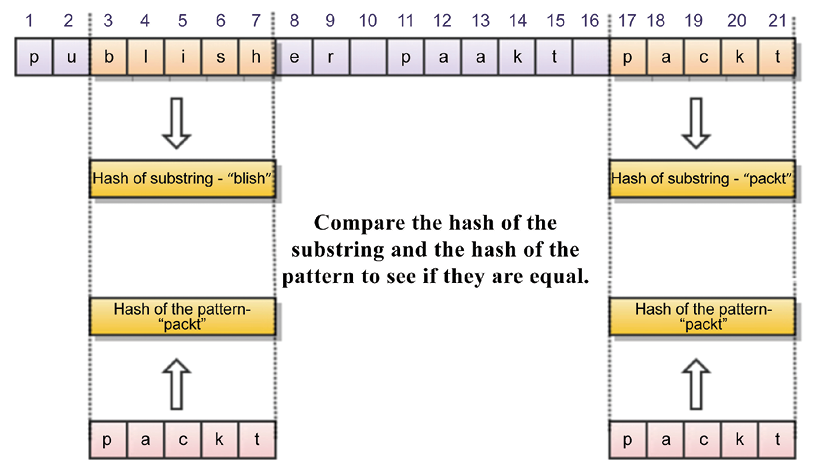 1 2 3 4 5 6 7 8 9 10 11 12 13 14 15 16 17 18 19 20 21
p u b l i s h e r p a a k t p a c k t
Hash of substring - “blish”
Hash of substring - “packt”
Compare the hash of the
substring and the hash of the
pattern to see if they are equal.
Hash of the pattern-
“packt”
Hash of the pattern-
“packt”
p a c k t
p a c k t